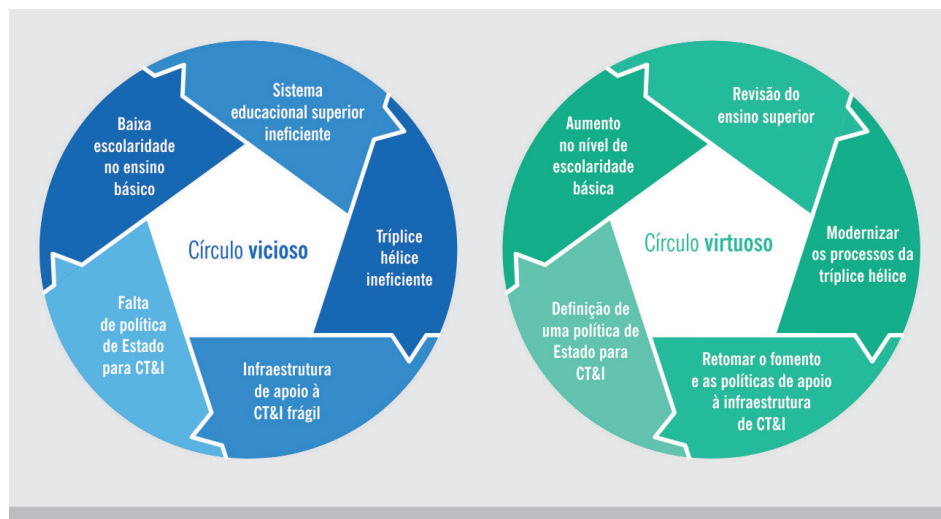 Sistema
educacional superior
ineficiente
Baixa
escolaridade
no ensino
básico
Círculo vicioso
Tríplice
hélice
ineficiente
Falta
de política
de Estado
para CT&I
Infraestrutura
de apoio à
CT&I frágil
Revisão do
ensino superior
Aumento
no nível de
escolaridade
básica
Círculo virtuoso
Modernizar
os processos da
tríplice hélice
Definição de
uma política de
Estado para
CT&I
Retomar o fomento
e as políticas de apoio
à infraestrutura
de CT&I